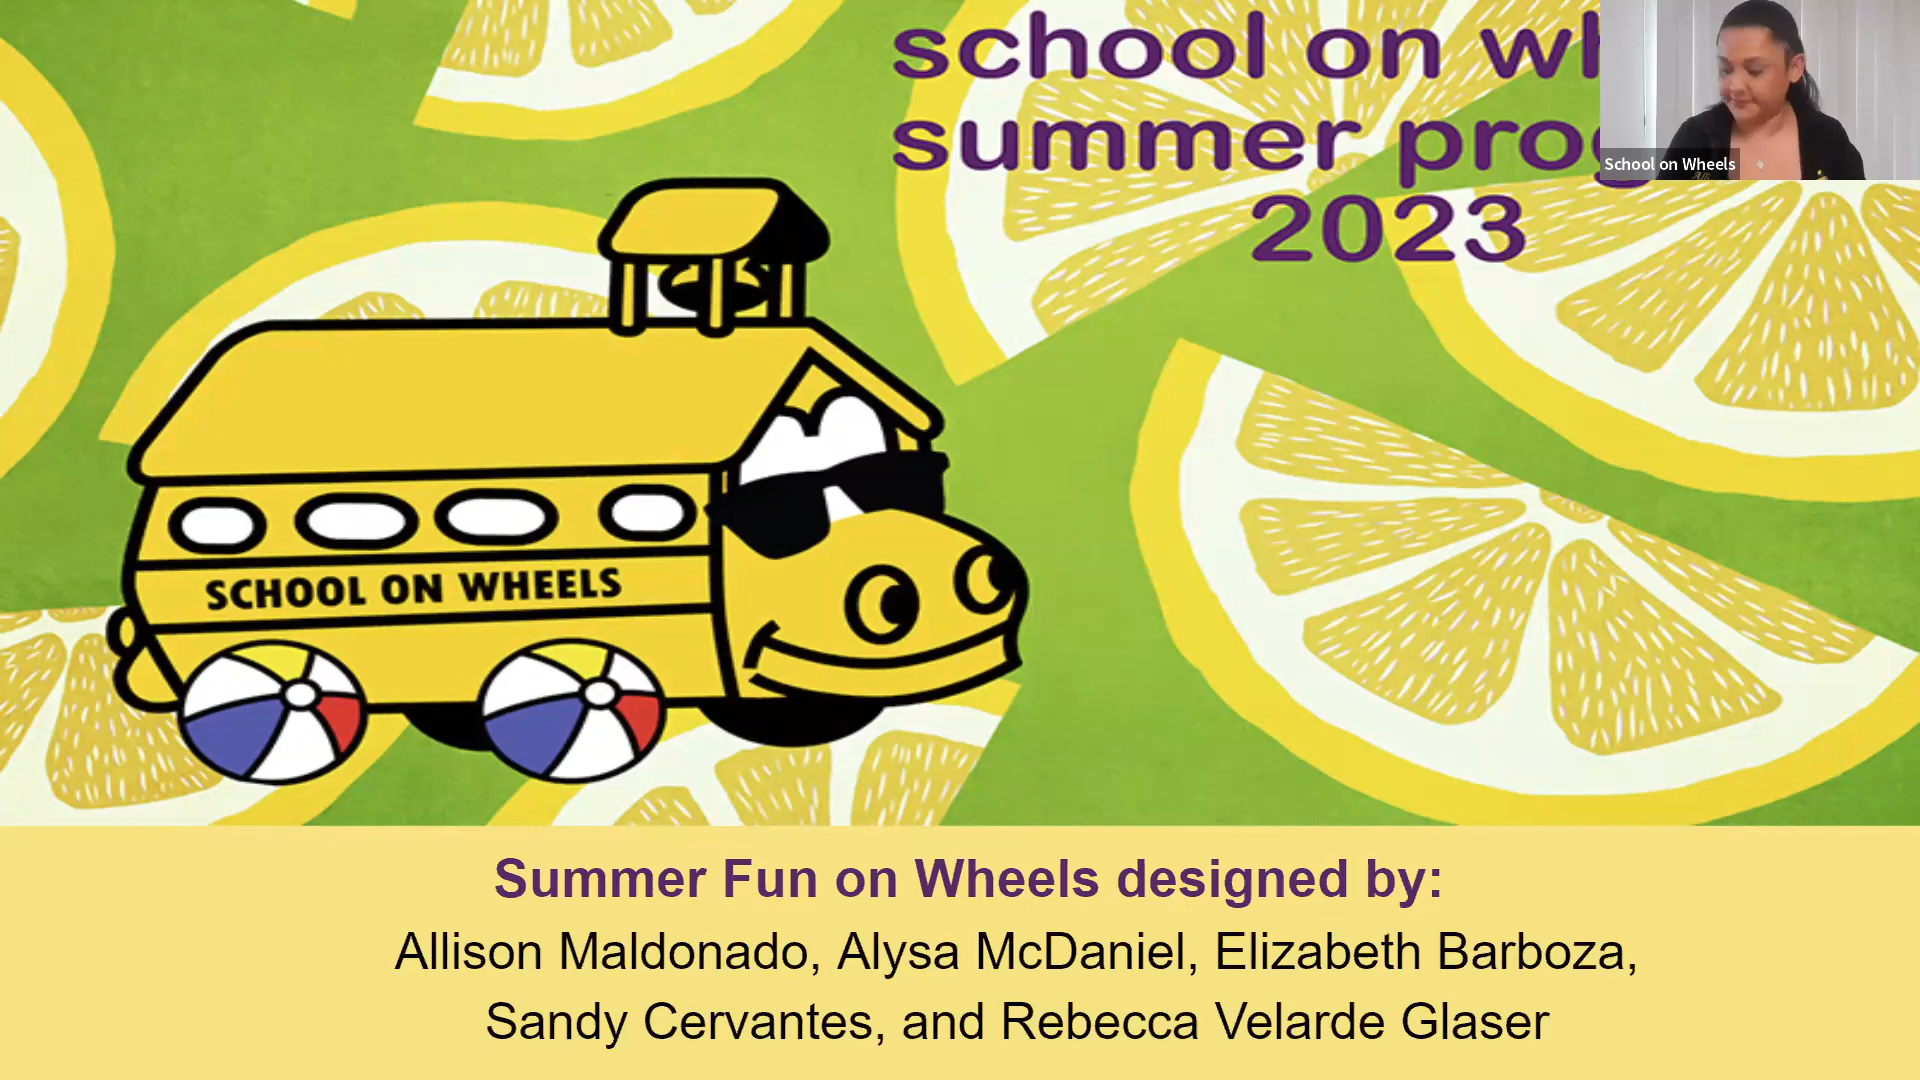 school on wh
summer prog
2023
School on Wheels
SCHOOL ON WHEELS
Summer Fun on Wheels designed by:
Allison Maldonado, Alysa McDaniel, Elizabeth Barboza,
Sandy Cervantes, and Rebecca Velarde Glaser